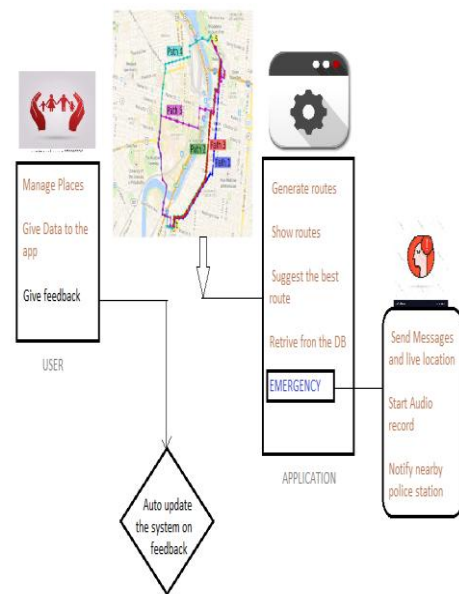 Path 4
Path 5
Path 2
Path 3
Path 1
Manage Places
Give Data to the
app
Give feedback
USER
Generate routes
Show routes
Suggest the best
route
Retrive fron the DB
EMERGENCY
APPLICATION
Send Messages
and live location
Start Audio
record
Notify nearby
police station
Auto update
the system on
feedback